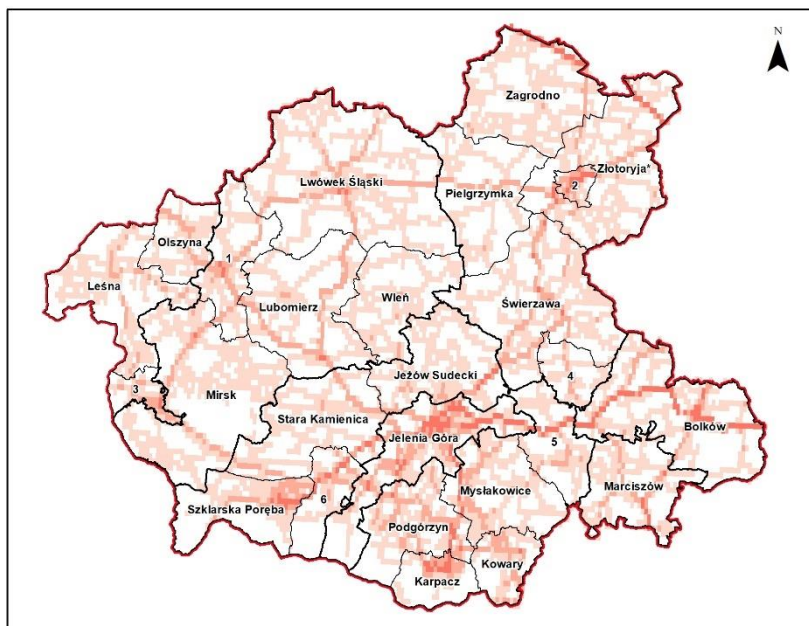 N
Zagrodno
Złotoryja*
Lwówek Śląski
Pielgrzymka
2
Olszyna
1
Leśna
Lubomierz
Wleń
Świerzawa
Jeżów Sudecki
4
3
Mirsk
Stara Kamienica
Jelenia Góra
Bolków
5
Mysłakowice
Marciszów
6
Szklarska Poręba
Podgórzyn
Kowary
Karpacz